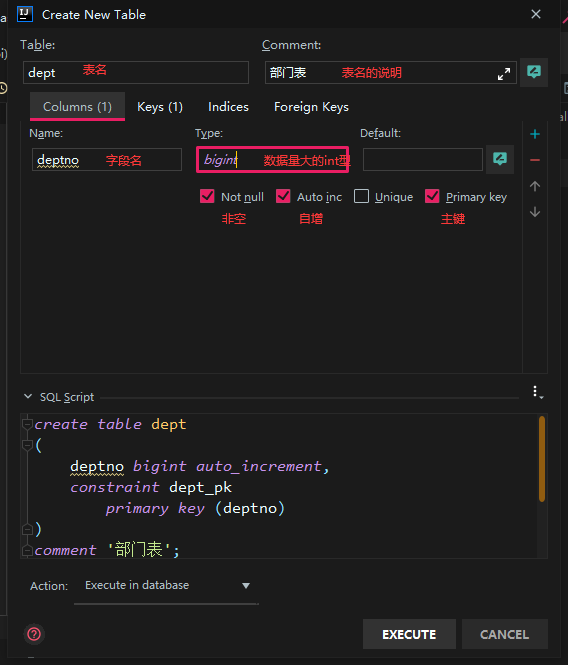 IJ Create New Table
Table: Comment:
dept 表名 部门表 表名的说明
Columns (1) Keys (1) Indices Foreign Keys
Name: Type: Default:
deptno 字段名 bigint 数据量大的int型
Not null Auto inc Unique Primary key
非空 自增 主键
SQL Script
create table dept
(
deptno bigint auto_increment,
constraint dept_pk
primary key (deptno)
)
comment '部门表';
Action: Execute in database
? EXECUTE CANCEL